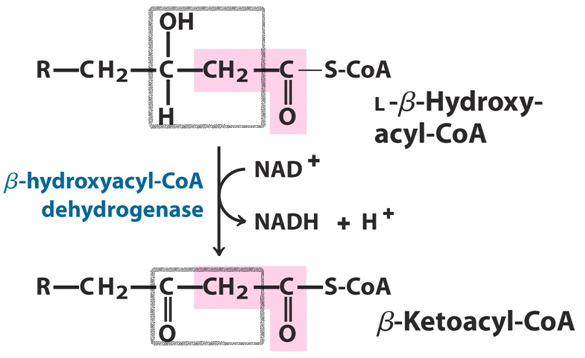 OH
R—CH₂—C—CH₂—C—S-CoA
H
O
L-β-Hydroxy-
acyl-CoA
β-hydroxyacyl-CoA
dehydrogenase
NAD⁺
NADH + H⁺
R—CH₂—C—CH₂—C—S-CoA
O
O
β-Ketoacyl-CoA